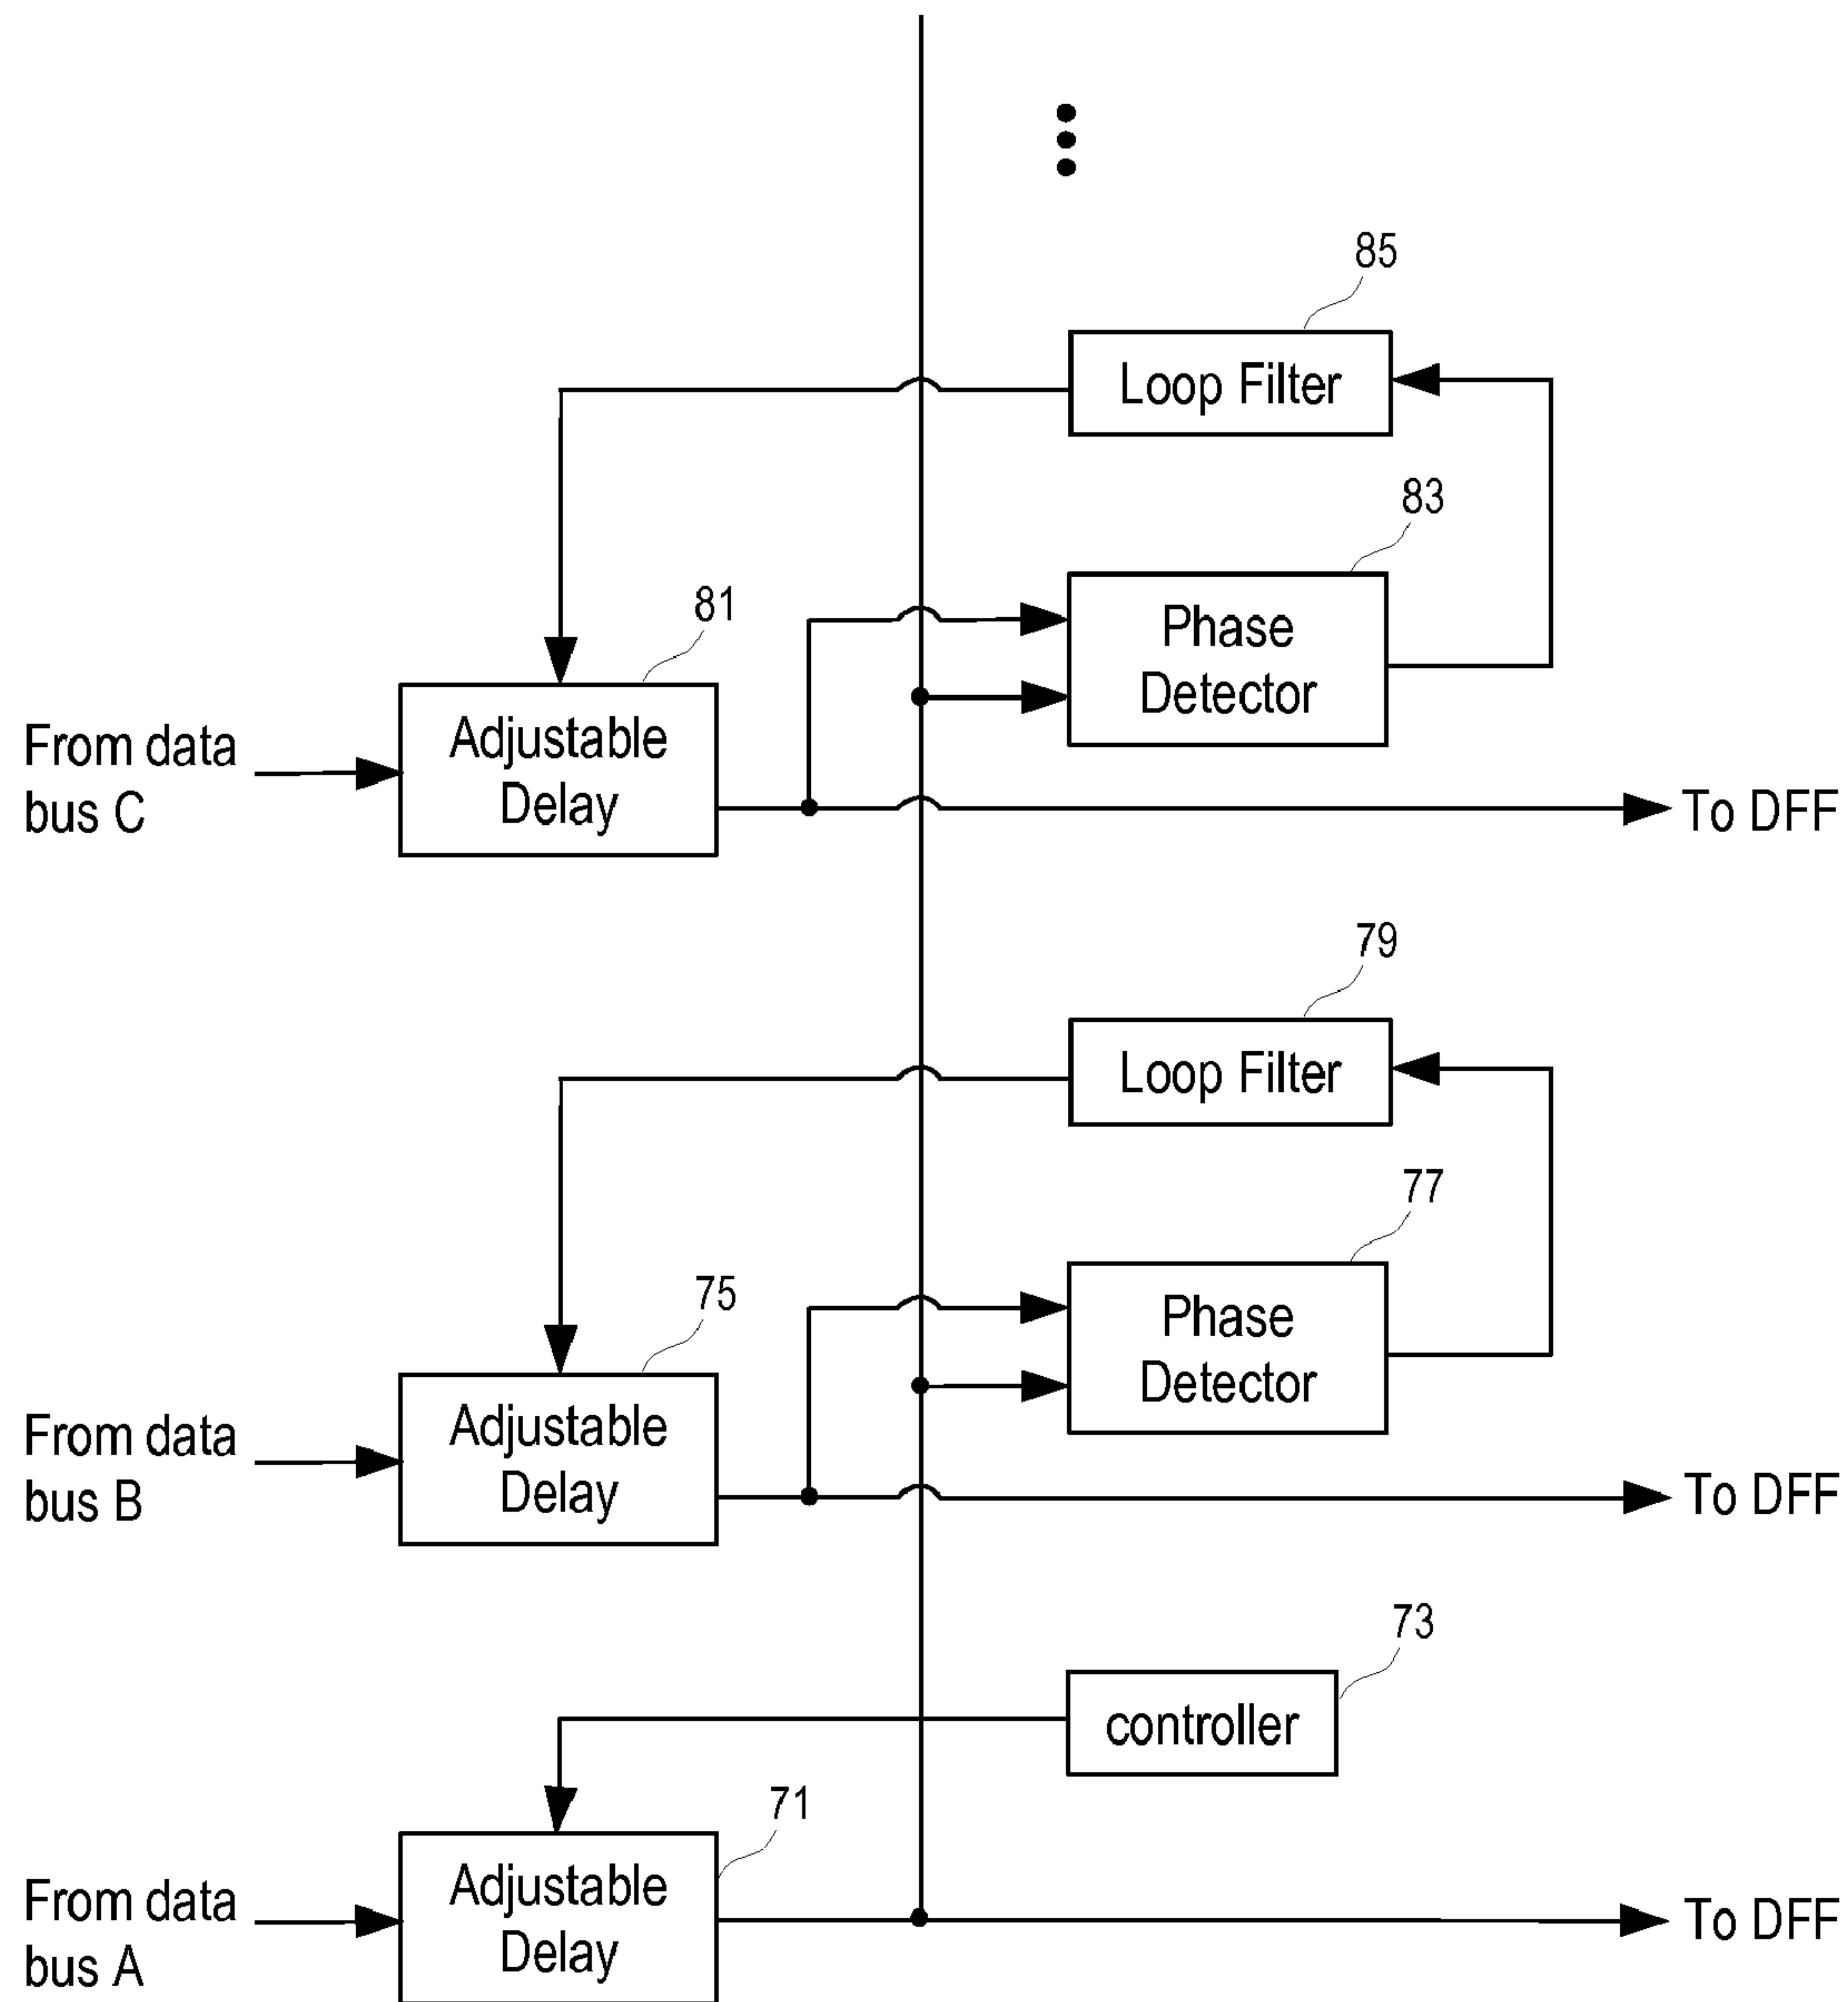 85
Loop Filter
83
81
Phase
Detector
From data
bus C
Adjustable
Delay
To DFF
79
Loop Filter
77
75
Phase
Detector
From data
bus B
Adjustable
Delay
To DFF
73
controller
71
From data
bus A
Adjustable
Delay
To DFF